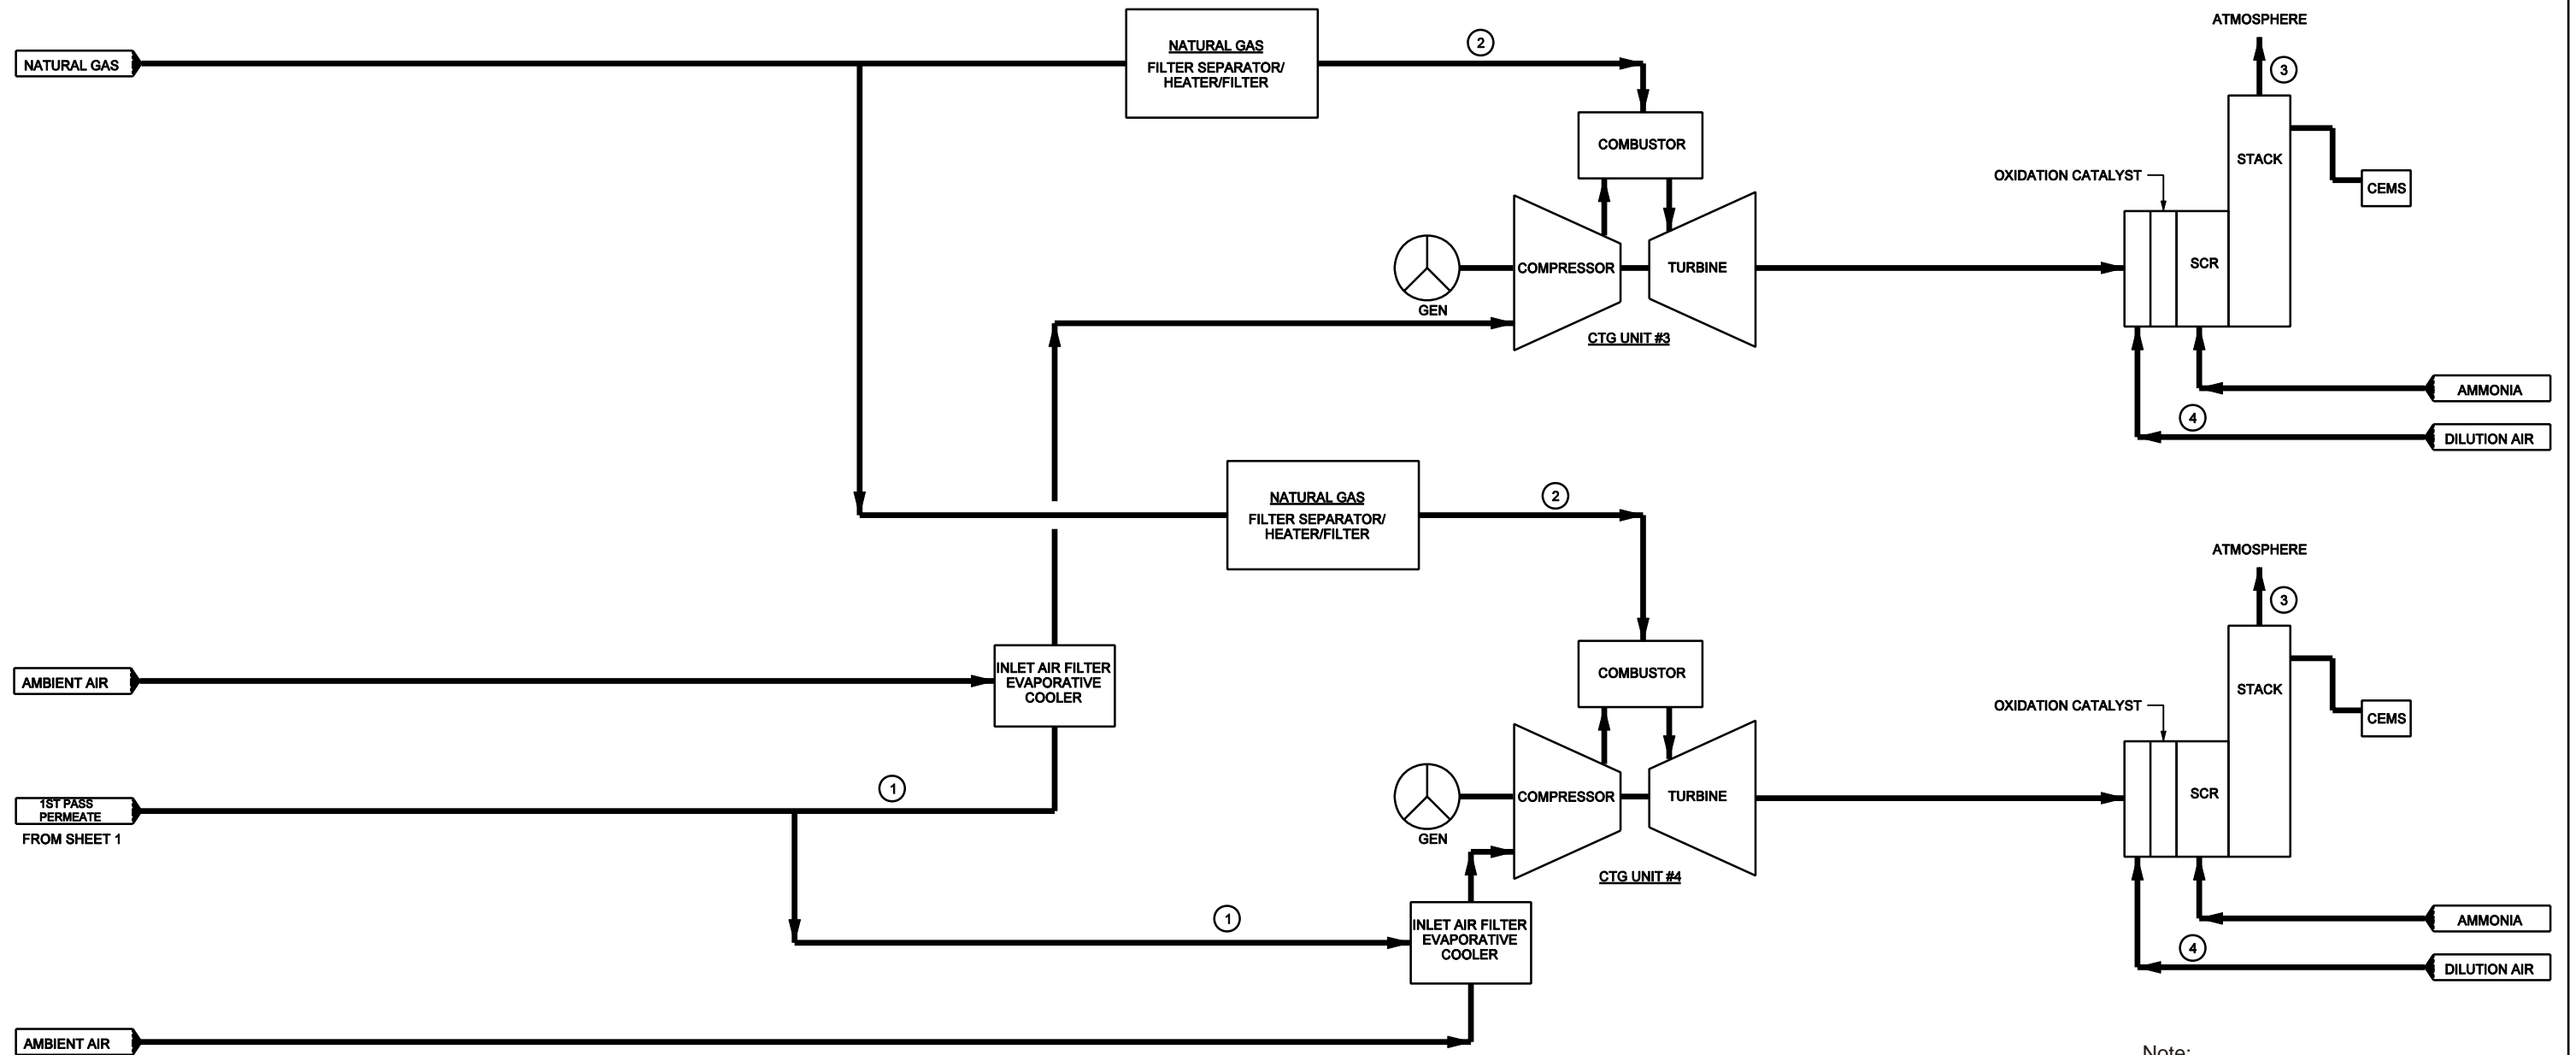 ATMOSPHERE
NATURAL GAS
NATURAL GAS
FILTER SEPARATOR/
HEATER/FILTER
2
3
COMBUSTOR
STACK
OXIDATION CATALYST
CEMS
COMPRESSOR
TURBINE
SCR
GEN
CTG UNIT #3
AMMONIA
4
DILUTION AIR
NATURAL GAS
FILTER SEPARATOR/
HEATER/FILTER
2
ATMOSPHERE
3
INLET AIR FILTER
EVAPORATIVE
COOLER
AMBIENT AIR
COMBUSTOR
STACK
OXIDATION CATALYST
CEMS
1ST PASS
PERMEATE
FROM SHEET 1
1
COMPRESSOR
TURBINE
SCR
GEN
CTG UNIT #4
1
INLET AIR FILTER
EVAPORATIVE
COOLER
AMMONIA
4
DILUTION AIR
AMBIENT AIR
Note: